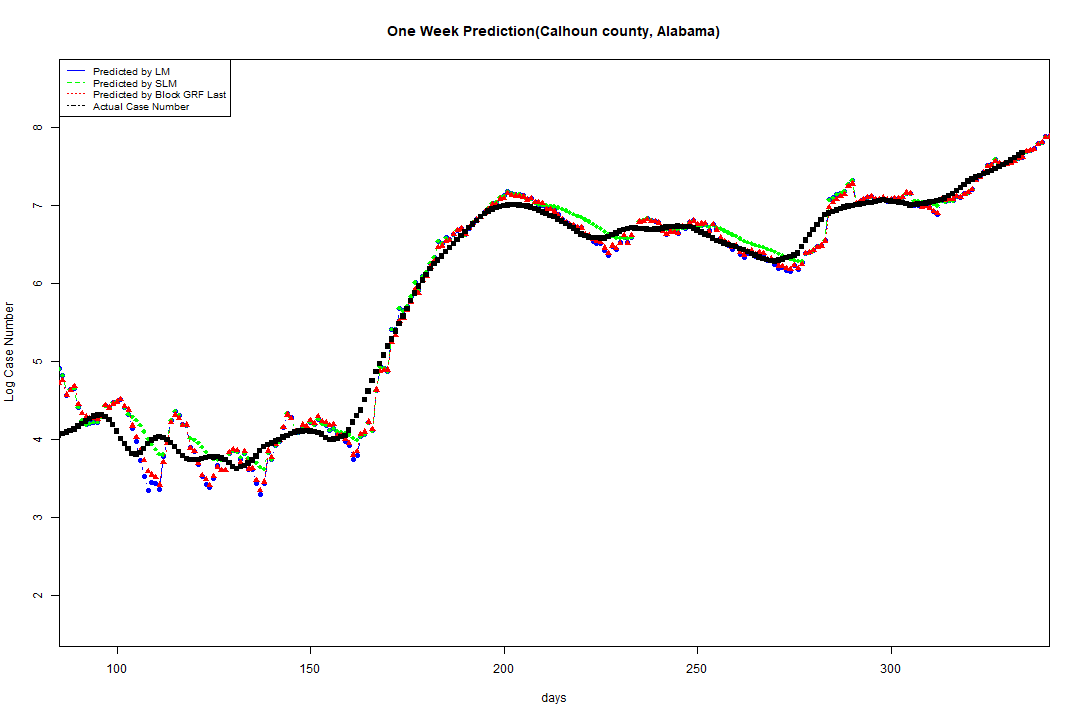 One Week Prediction(Calhoun county, Alabama)
Predicted by LM
Predicted by SLM
Predicted by Block GRF Last
Actual Case Number
Log Case Number
8
7
6
5
4
3
2
100 150 200 250 300
days